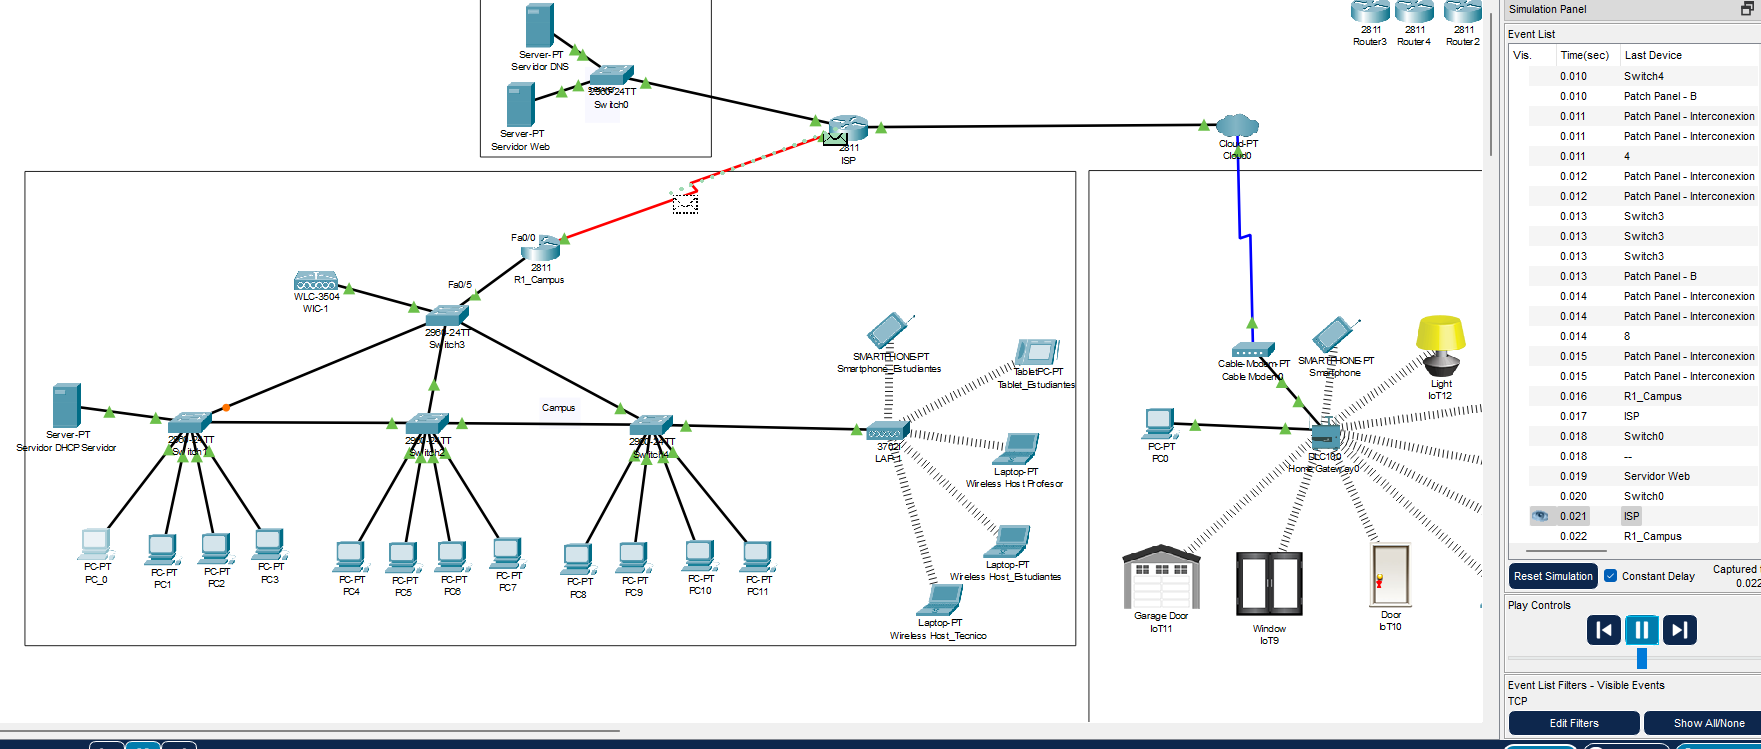 Server-PT
Servidor DNS
Server-PT
Servidor Web
2960-24TT
Switch0
2811
ISP
Cloud-PT
Cloud0
2811
Router3
2811
Router4
2811
Router2
Fa0/0
2811
R1_Campus
Fa0/5
WLC-3504
WIC-1
2960-24TT
Switch3
Campus
Server-PT
Servidor DHCP Servidor
2960-24TT
Switch1
2960-24TT
Switch2
2960-24TT
Switch4
3702i
LAP-1
SMARTPHONE-PT
Smartphone_Estudiantes
TabletPC-PT
Tablet_Estudiantes
Laptop-PT
Wireless Host Profesor
Laptop-PT
Wireless Host_Estudiantes
Laptop-PT
Wireless Host_Tecnico
PC-PT
PC_0
PC-PT
PC1
PC-PT
PC2
PC-PT
PC3
PC-PT
PC4
PC-PT
PC5
PC-PT
PC6
PC-PT
PC7
PC-PT
PC8
PC-PT
PC9
PC-PT
PC10
PC-PT
PC11
Cable-Modem-PT
Cable Modem0
SMARTPHONE-PT
Smartphone
Light
IoT12
PC-PT
PC0
DLC100
Home Gateway0
Garage Door
IoT11
Window
IoT9
Door
IoT10
Simulation Panel
Event List
Vis. Time(sec) Last Device
0.010 Switch4
0.010 Patch Panel - B
0.011 Patch Panel - Interconexion
0.011 Patch Panel - Interconexion
0.011 4
0.012 Patch Panel - Interconexion
0.012 Patch Panel - Interconexion
0.013 Switch3
0.013 Switch3
0.013 Switch3
0.013 Patch Panel - B
0.014 Patch Panel - Interconexion
0.014 Patch Panel - Interconexion
0.014 8
0.015 Patch Panel - Interconexion
0.015 Patch Panel - Interconexion
0.016 R1_Campus
0.017 ISP
0.018 Switch0
0.018 --
0.019 Servidor Web
0.020 Switch0
0.021 ISP
0.022 R1_Campus
Reset Simulation Constant Delay Captured
0.022
Play Controls
Event List Filters - Visible Events
TCP
Edit Filters Show All/None